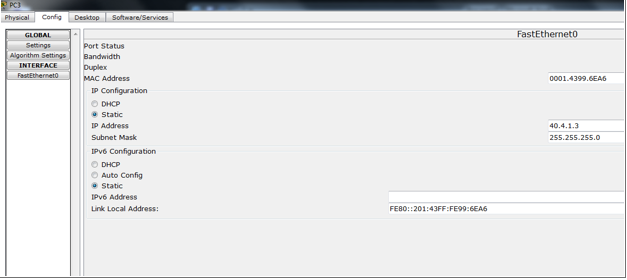 PC3
Physical Config Desktop Software/Services
GLOBAL
Settings
Algorithm Settings
INTERFACE
FastEthernet0
FastEthernet0
Port Status
Bandwidth
Duplex
MAC Address 0001.4399.6EA6
IP Configuration
DHCP
Static
IP Address 40.4.1.3
Subnet Mask 255.255.255.0
IPv6 Configuration
DHCP
Auto Config
Static
IPv6 Address
Link Local Address: FE80::201:43FF:FE99:6EA6